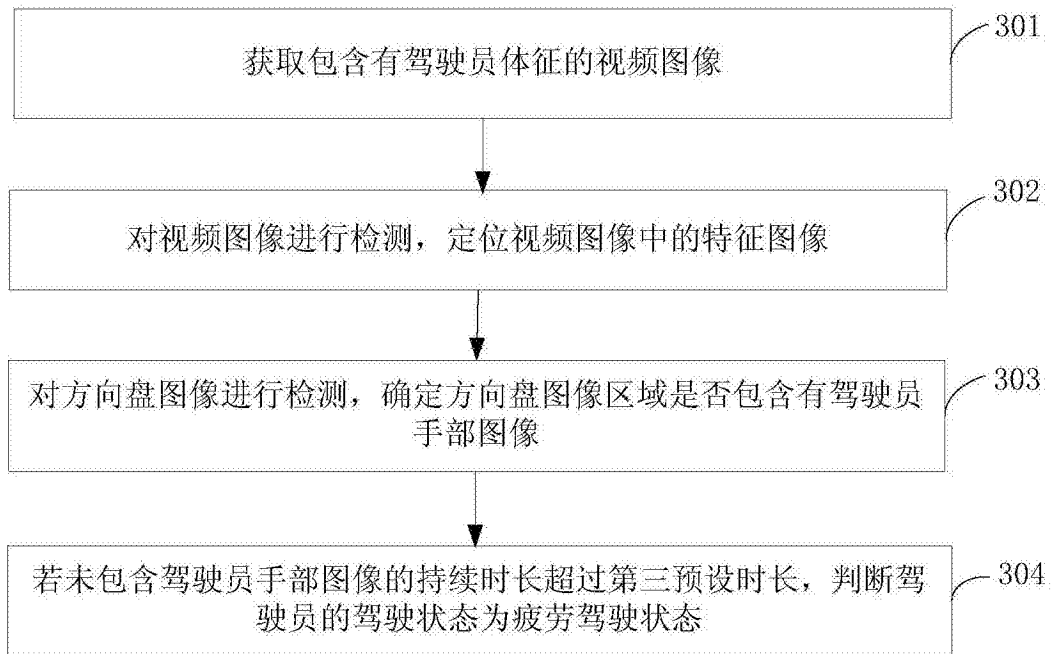 获取包含有驾驶员体征的视频图像
301
对视频图像进行检测，定位视频图像中的特征图像
302
对方向盘图像进行检测，确定方向盘图像区域是否包含有驾驶员
手部图像
303
若未包含驾驶员手部图像的持续时长超过第三预设时长，判断驾
驶员的驾驶状态为疲劳驾驶状态
304